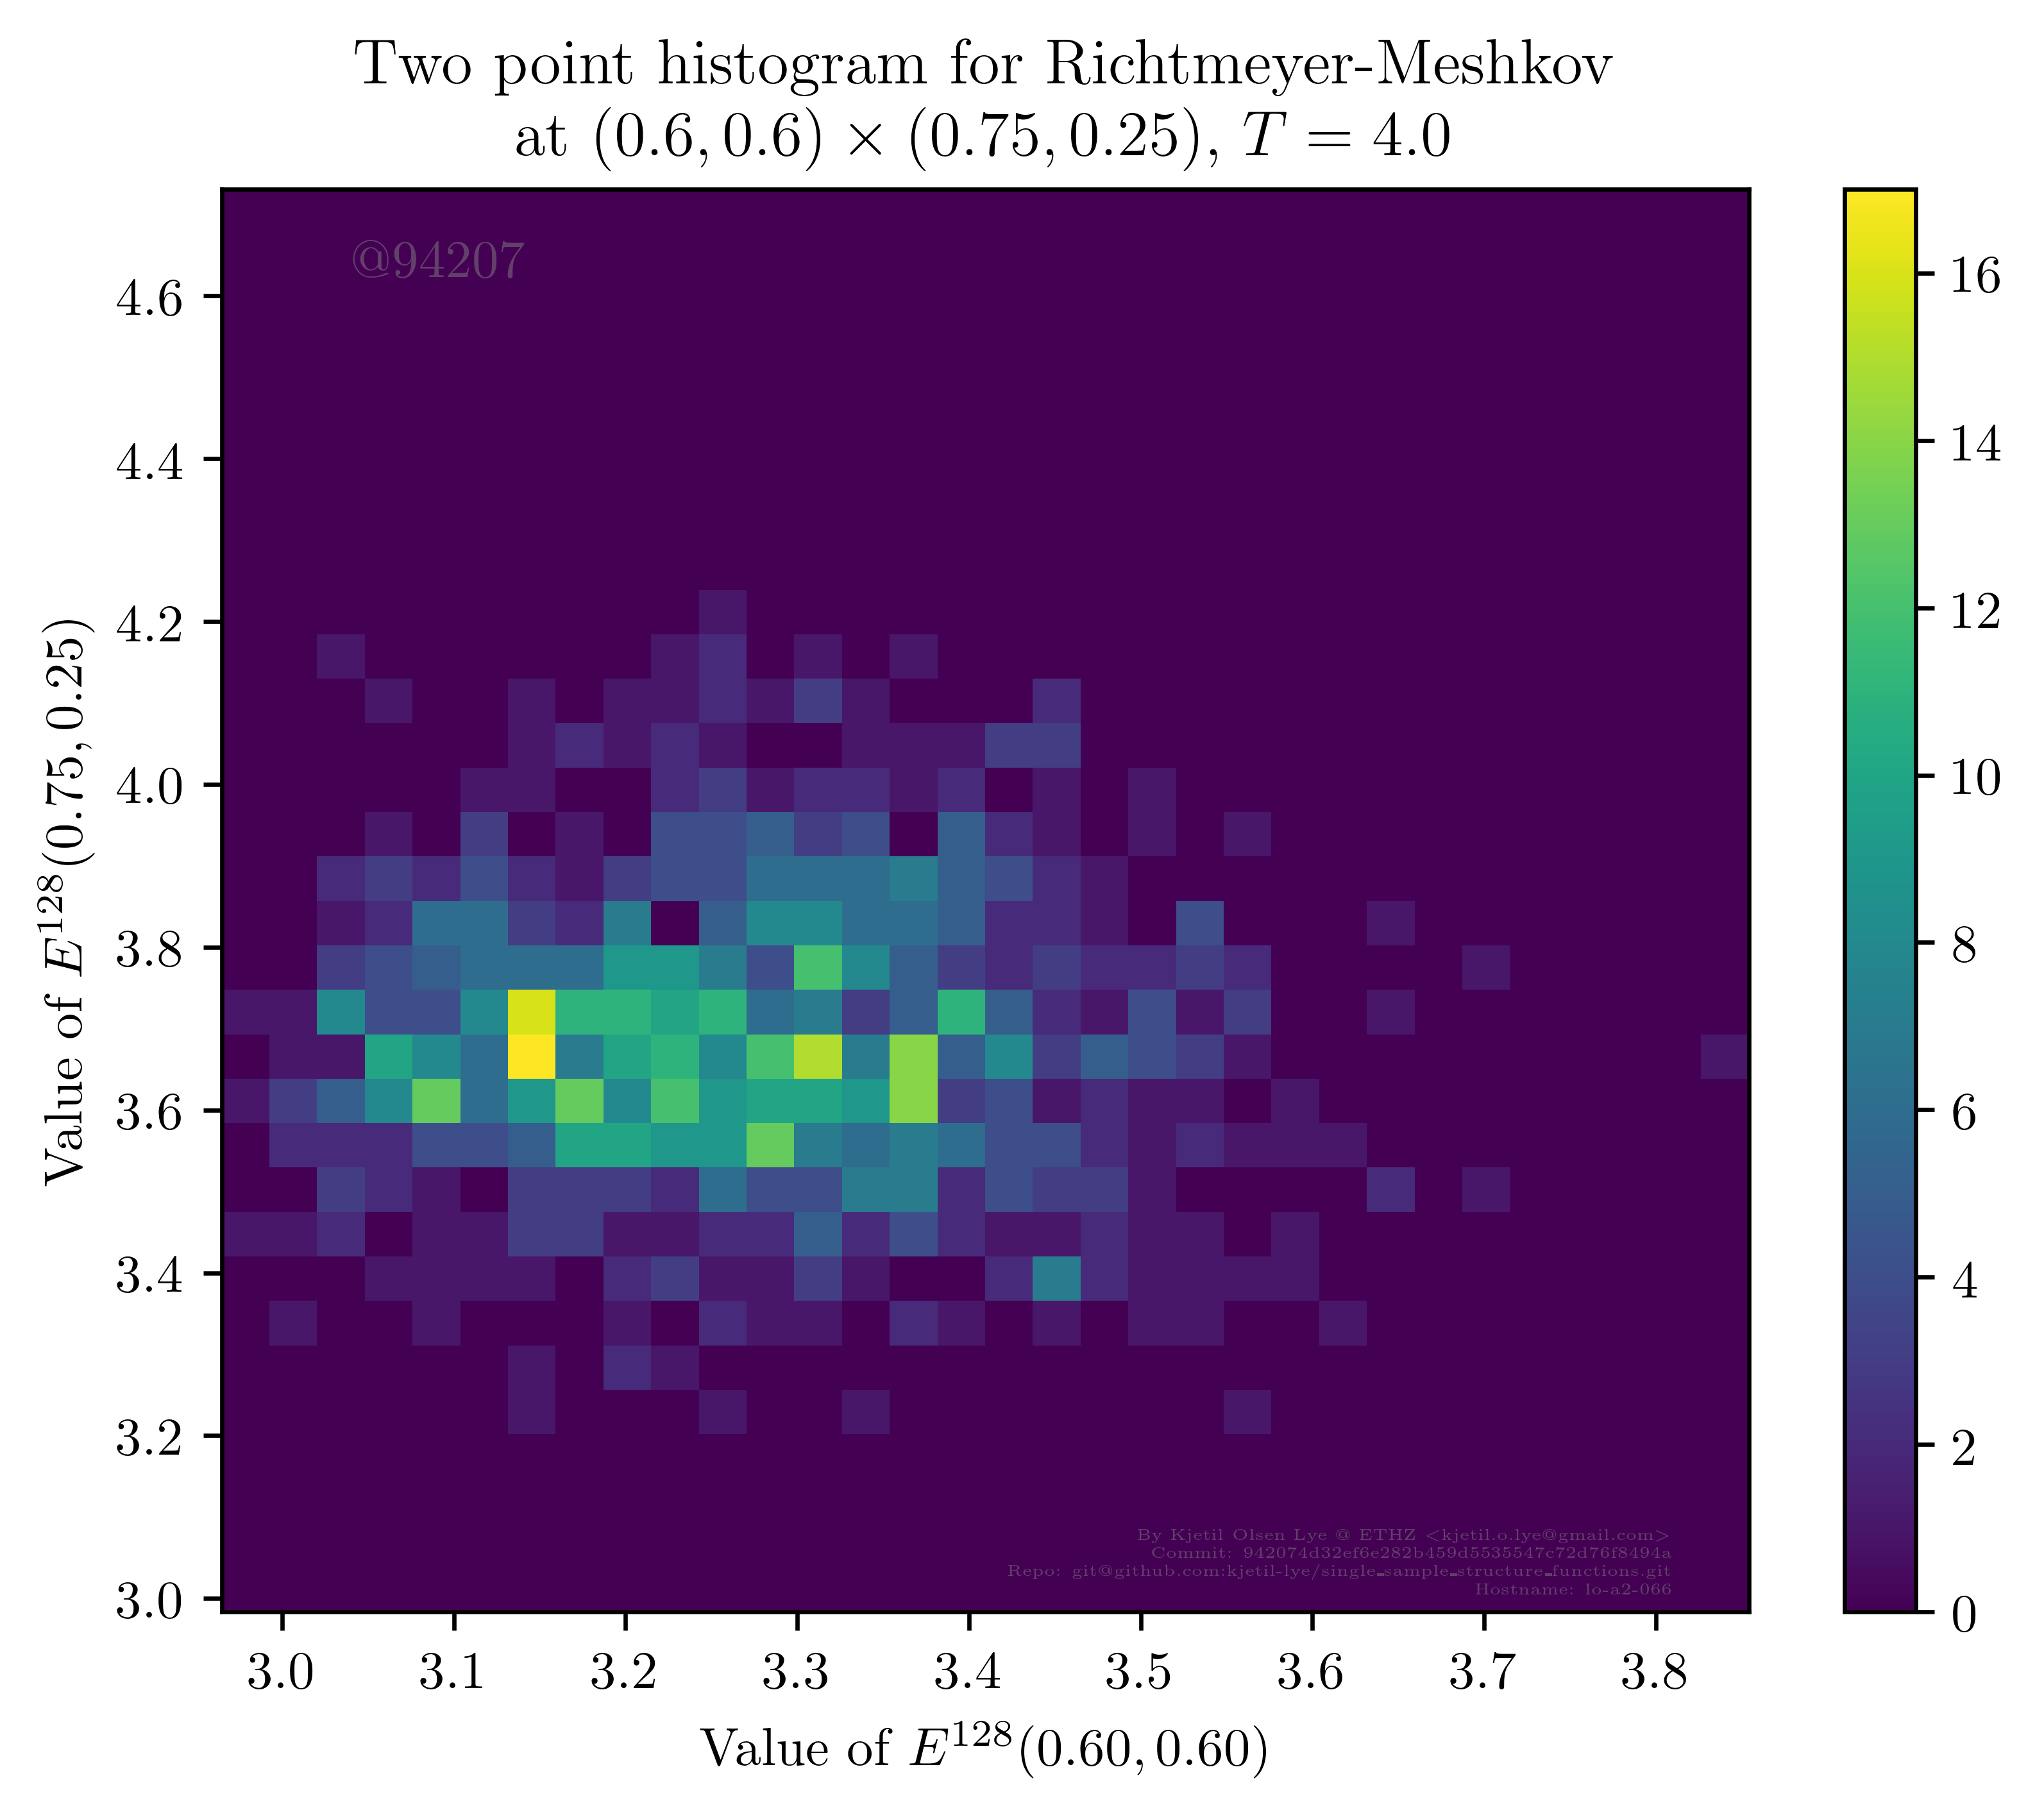 Two point histogram for Richtmeyer-Meshkov
at (0.6, 0.6) × (0.75, 0.25), T = 4.0
@94207
4.6
4.4
4.2
4.0
3.8
3.6
3.4
3.2
3.0
Value of E¹²⁸(0.75, 0.25)
3.0 3.1 3.2 3.3 3.4 3.5 3.6 3.7 3.8
Value of E¹²⁸(0.60, 0.60)
16
14
12
10
8
6
4
2
0
By Kjetil Olsen Lye @ ETHZ <kjetil.o.lye@gmail.com>
Commit: 942074d32ef6e282b459d5535547c72d76f8494a
Repo: git@github.com:kjetil-lye/single_sample_structure_functions.git
Hostname: lo-a2-066